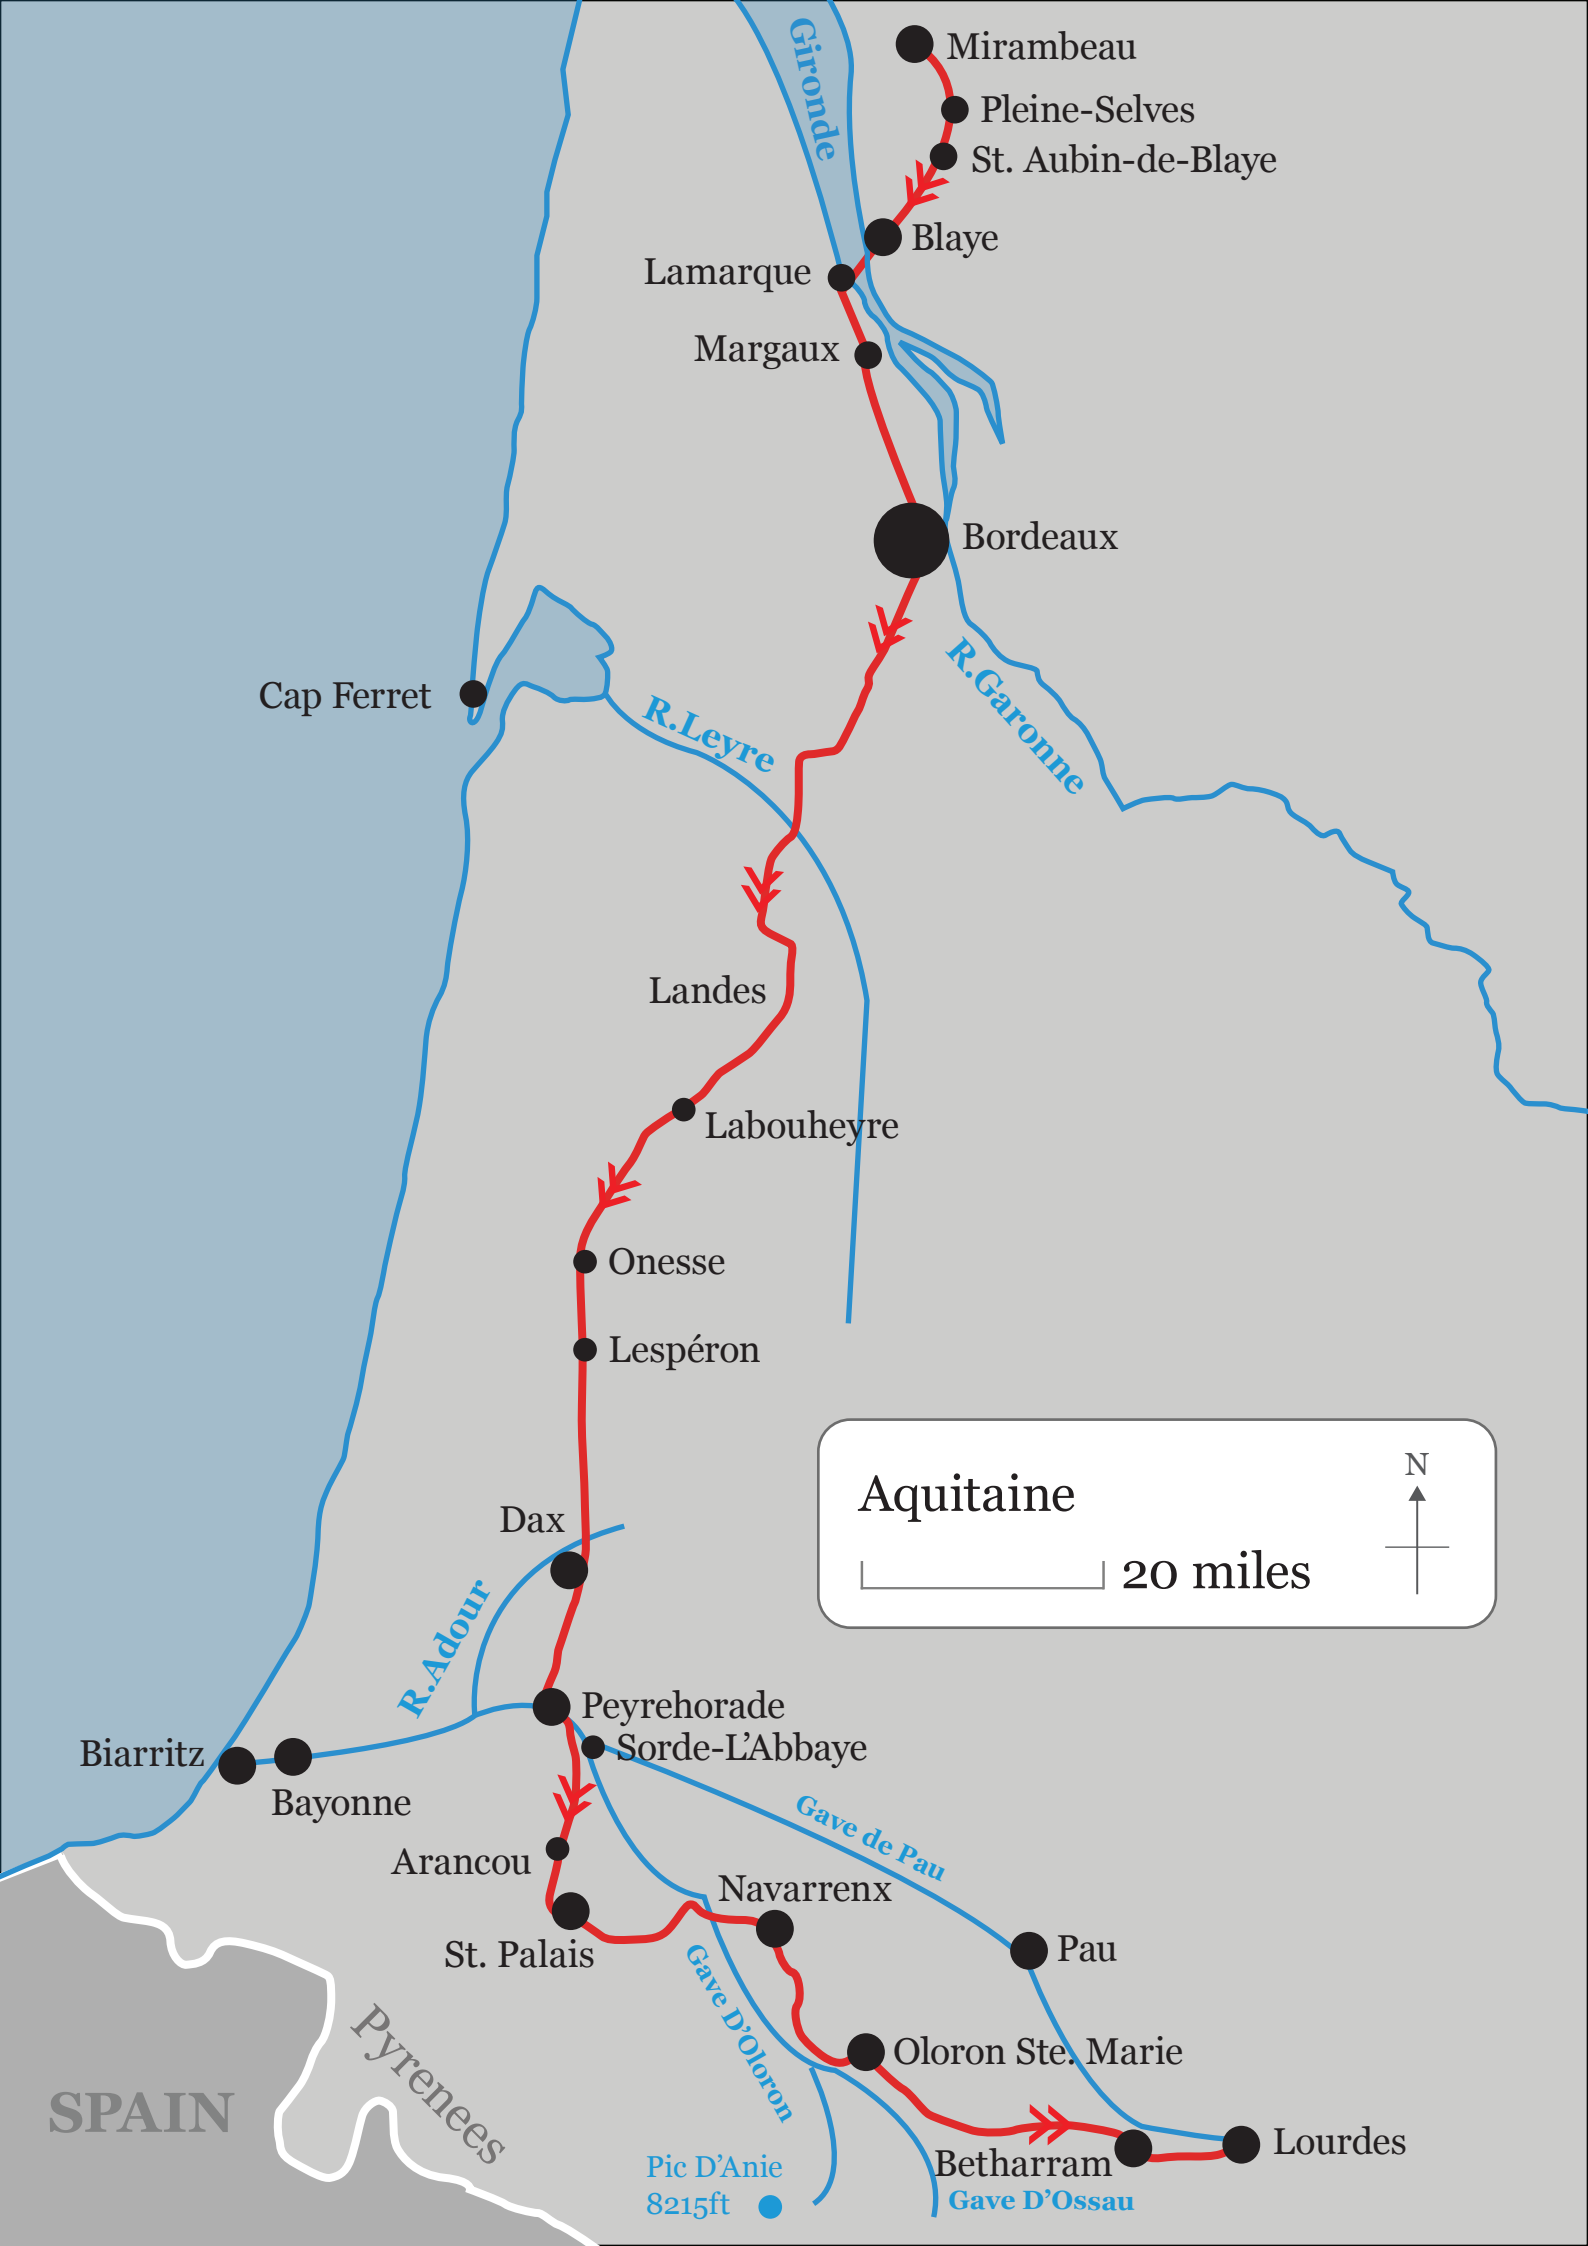 Gironde
Mirambeau
Pleine-Selves
St. Aubin-de-Blaye
Blaye
Lamarque
Margaux
Bordeaux
R.Garonne
Cap Ferret
R.Leyre
Landes
Labouheyre
Onesse
Lespéron
Aquitaine
N
20 miles
Dax
R.Adour
Peyrehorade
Sorde-L'Abbaye
Biarritz
Bayonne
Gave de Pau
Arancou
Navarrenx
St. Palais
Pau
Gave D'Oloron
Oloron Ste. Marie
Pyrenees
SPAIN
Lourdes
Betharram
Pic D'Anie
8215ft
Gave D'Ossau